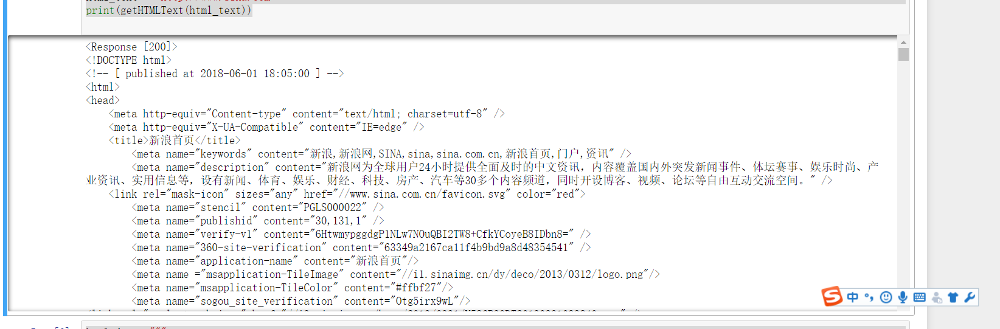 print(getHTMLText(html_text))
<Response [200]>
<!DOCTYPE html>
<!-- [ published at 2018-06-01 18:05:00 ] -->
<html>
<head>
    <meta http-equiv="Content-type" content="text/html; charset=utf-8" />
    <meta http-equiv="X-UA-Compatible" content="IE=edge" />
    <title>新浪首页</title>
        <meta name="keywords" content="新浪,新浪网,SINA,sina,sina.com.cn,新浪首页,门户,资讯" />
        <meta name="description" content="新浪网为全球用户24小时提供全面及时的中文资讯，内容覆盖国内外突发新闻事件、体坛赛事、娱乐时尚、产
业资讯、实用信息等，设有新闻、体育、娱乐、财经、科技、房产、汽车等30多个内容频道，同时开设博客、视频、论坛等自由互动交流空间。" />
    <link rel="mask-icon" sizes="any" href="//www.sina.com.cn/favicon.svg" color="red">
        <meta name="stencil" content="PGLS000022" />
        <meta name="publishid" content="30,131,1" />
        <meta name="verify-v1" content="6HtwmypggdgP1NLw7NOuQBI2TW8+CfkYCoyeB8IDbn8=" />
        <meta name="360-site-verification" content="63349a2167ca11f4b9bd9a8d48354541" />
        <meta name="application-name" content="新浪首页"/>
        <meta name ="msapplication-TileImage" content="//i1.sinaimg.cn/dy/deco/2013/0312/logo.png"/>
        <meta name="msapplication-TileColor" content="#ffbf27"/>
        <meta name="sogou_site_verification" content="Otg5irx9wL"/>
中